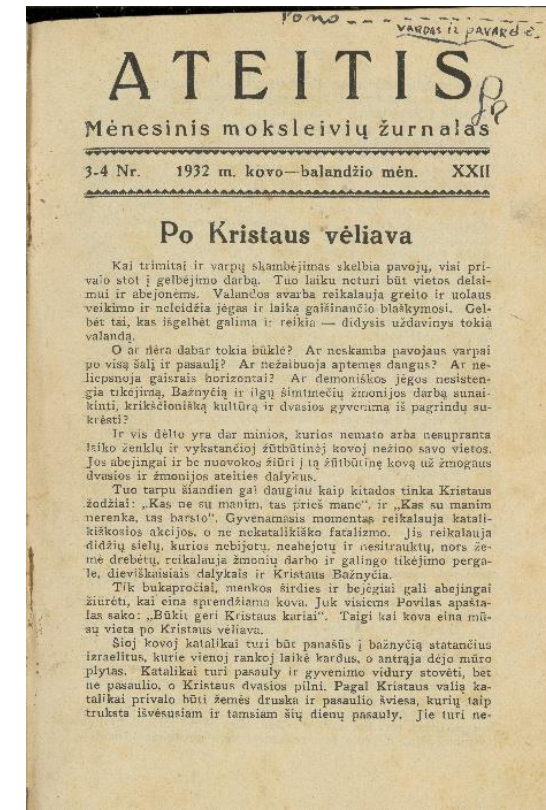 Pono
VARDAS IR PAVARDĖ.
ATEITIS
Mėnesinis moksleivių žurnalas
3-4 Nr. 1932 m. kovo—balandžio mėn. XXII
Po Kristaus vėliava
Kai trimitai ir varpų skambėjimas skelbia pavojų, visi pri-
valo stot į gelbėjimo darbą. Tuo laiku neturi būt vietos delsi-
mui ir abejonėms. Valandos svarba reikalauja greito ir uolaus
veikimo ir neleidžia jėgas ir laiką gaišinančio blaškymosi. Gel-
bėt tai, kas išgelbėt galima ir reikia — didysis uždavinys tokią
valandą.
O ar nėra dabar tokia būklė? Ar neskamba pavojaus varpai
po visą šalį ir pasaulį? Ar nežaibuoja aptemęs dangus? Ar ne-
liepsnoja gaisrais horizontai? Ar demoniškos jėgos nesisten-
gia tikėjimą, Bažnyčią ir ilgų šimtmečių žmonijos darbą sunai-
kinti, krikščionišką kultūrą ir dvasios gyvenimą iš pagrindų su-
krėsti?
Ir vis dėlto yra dar minios, kurios nemato arba nesupranta
laiko ženklų ir vykstančioj žūtbūtinėj kovoj nežino savo vietos.
Jos abejingai ir be nuovokos žiūri į tą žūtbūtinę kovą už žmogaus
dvasios ir žmonijos ateities dalykus.
Tuo tarpu šiandien gal daugiau kaip kitados tinka Kristaus
žodžiai: „Kas ne su manim, tas prieš mane“, ir „Kas su manim
nerenka, tas barsto“. Gyvenamasis momentas reikalauja katali-
kiškosios akcijos, o ne nekatalikiško fatalizmo. Jis reikalauja
didžių sielų, kurios nebijotų, neabejotų ir nesitrauktų, nors že-
mė drebėtų, reikalauja žmonių darbo ir galingo tikėjimo perga-
le, dieviškaisiais dalykais ir Kristaus Bažnyčia.
Tik bukapročiai, menkos širdies ir bejėgiai gali abejingai
žiūrėti, kai eina sprendžiama kova. Juk visiems Povilas apašta-
las sako: „Būkit geri Kristaus kariai“. Taigi kai kova eina mū-
sų vieta po Kristaus vėliava.
Šioj kovoj katalikai turi būt panašūs į bažnyčią statančius
izraelitus, kurie vienoj rankoj laikė kardus, o antrąja dėjo mūro
plytas. Katalikai turi pasauly ir gyvenimo vidury stovėti, bet
ne pasaulio, o Kristaus dvasios pilni. Pagal Kristaus valią ka-
talikai privalo būti žemės druska ir pasaulio šviesa, kurių taip
truksta išvėsusiam ir tamsiam šių dienų pasauly. Jie turi ne-